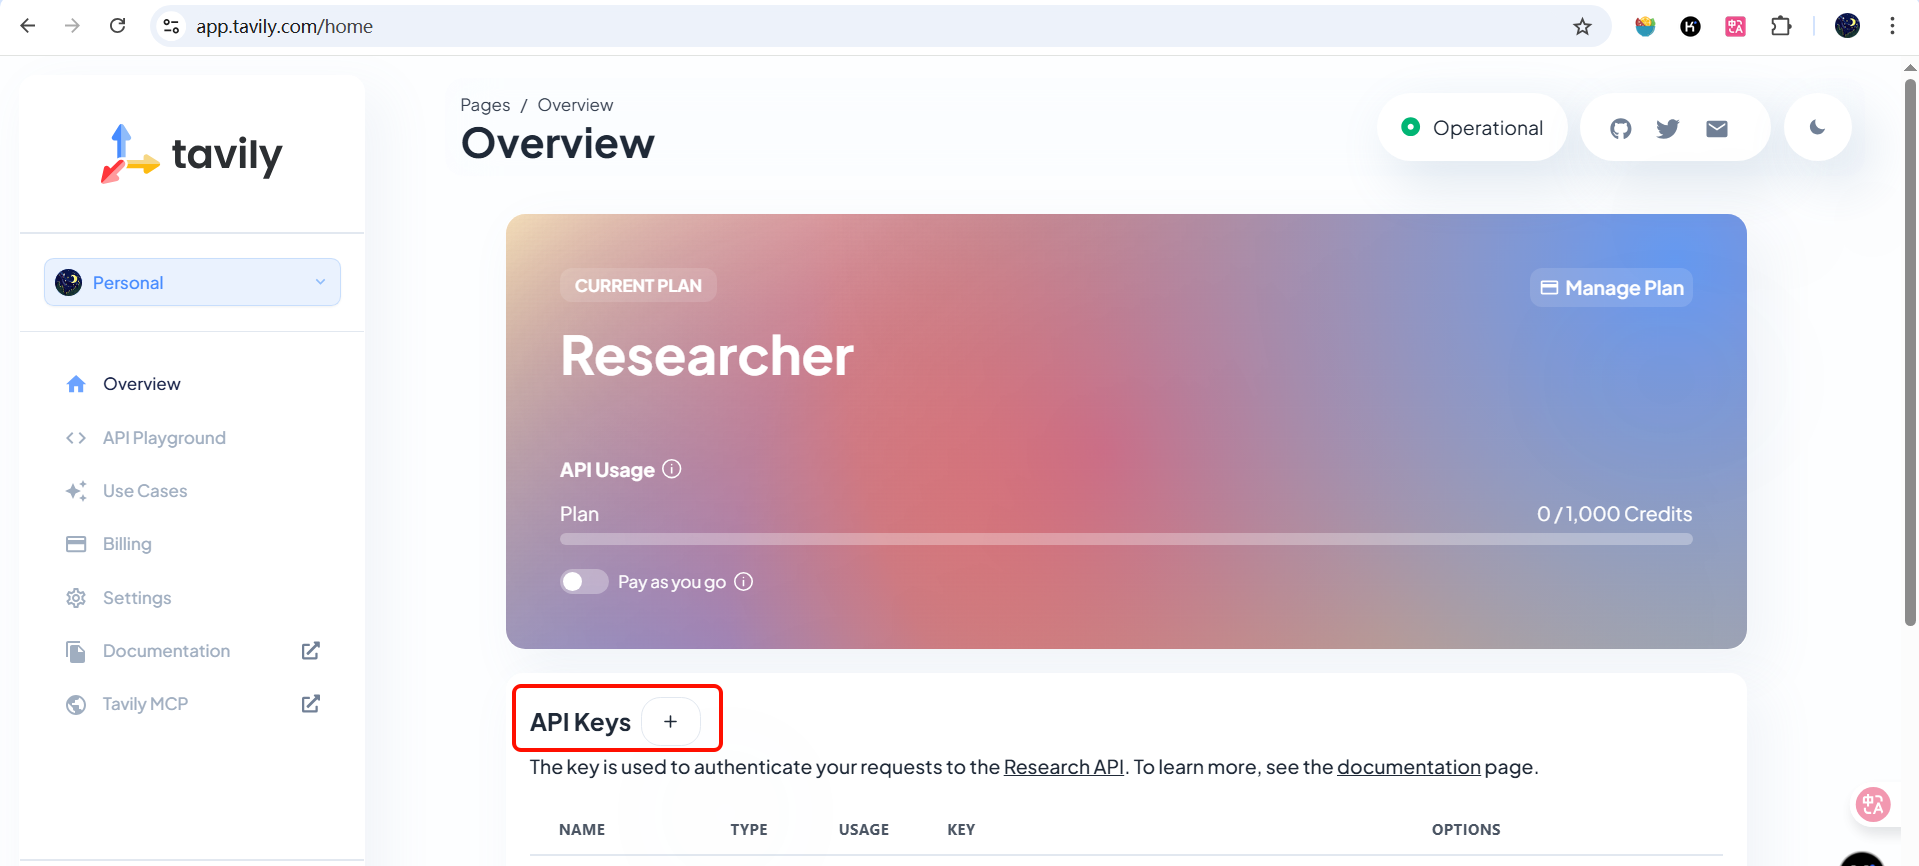 app.tavily.com/home
tavily
Personal
Overview
API Playground
Use Cases
Billing
Settings
Documentation
Tavily MCP
Pages / Overview
Overview
Operational
CURRENT PLAN
Manage Plan
Researcher
API Usage
Plan
0 / 1,000 Credits
Pay as you go
API Keys +
The key is used to authenticate your requests to the Research API. To learn more, see the documentation page.
NAME TYPE USAGE KEY OPTIONS
中A